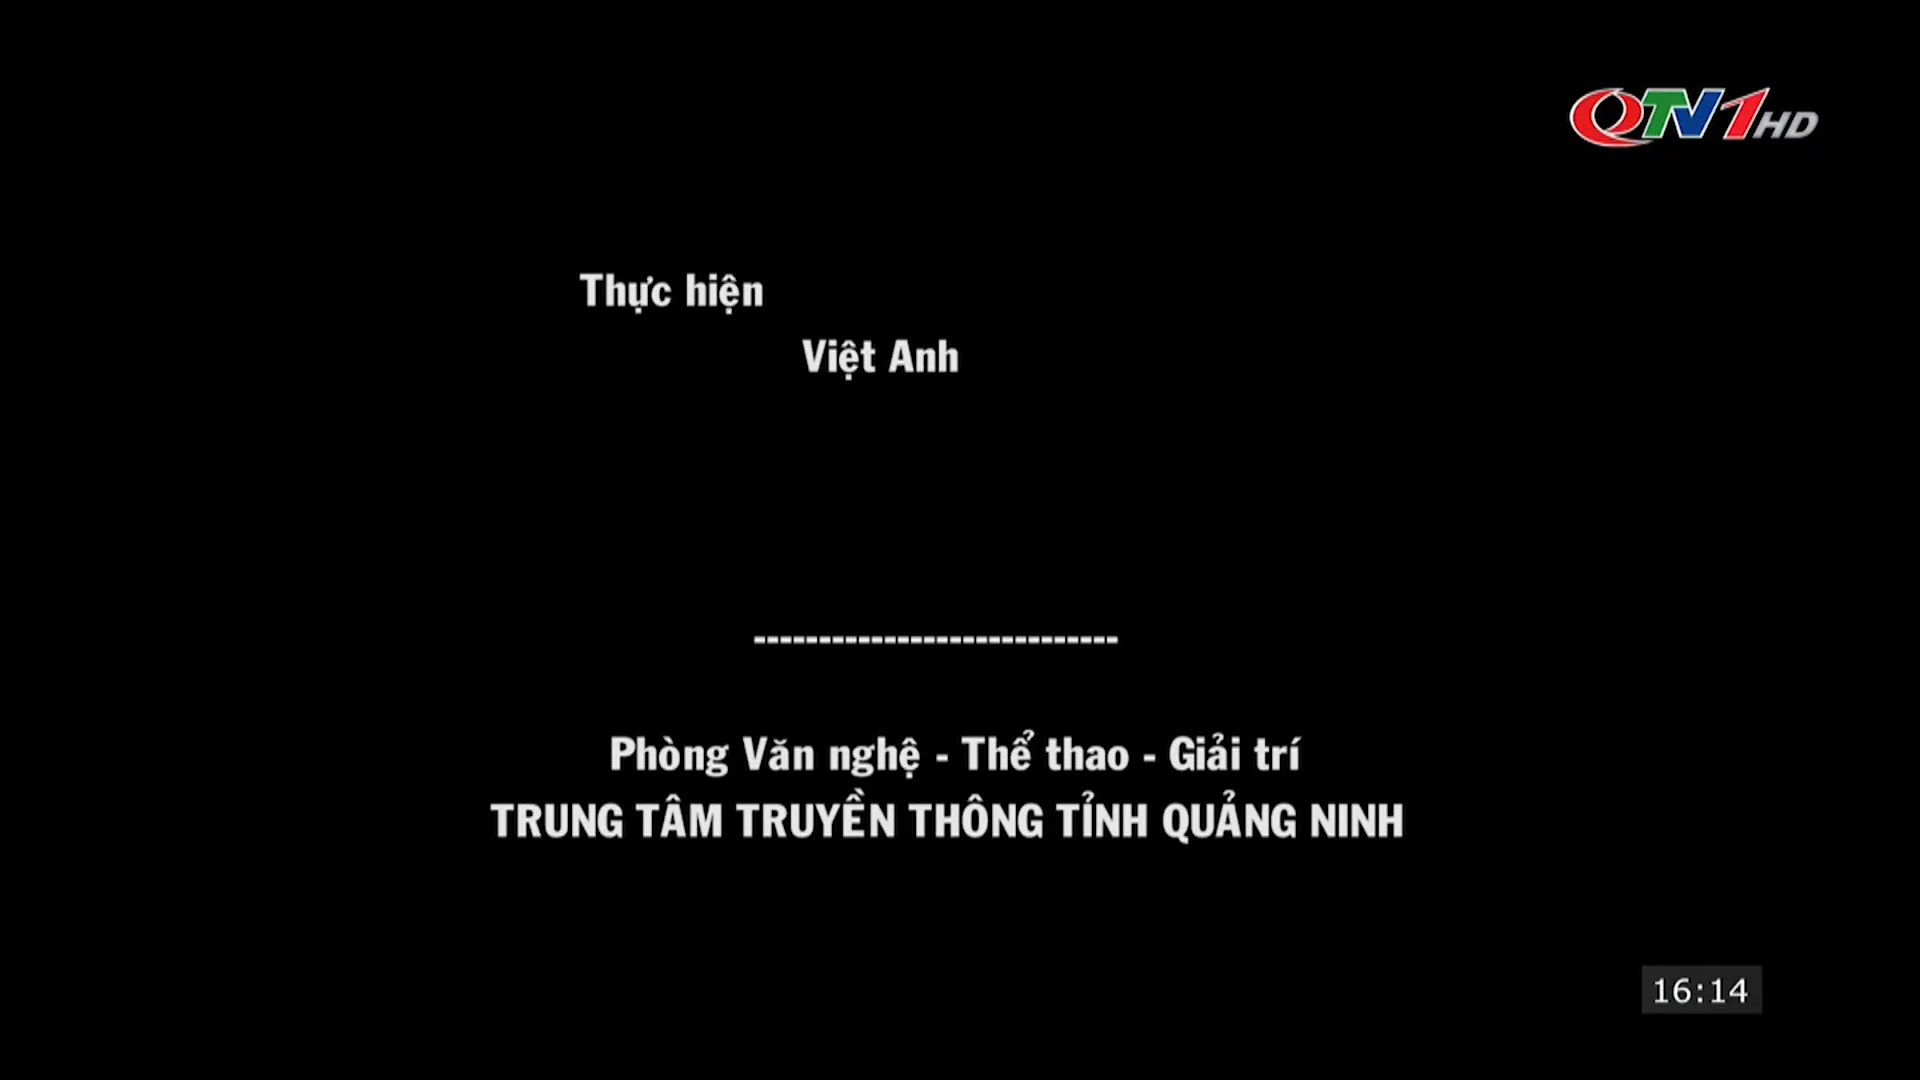 QTV1HD
Thực hiện
Việt Anh
----------------------------
Phòng Văn nghệ - Thể thao - Giải trí
TRUNG TÂM TRUYỀN THÔNG TỈNH QUẢNG NINH
16:14